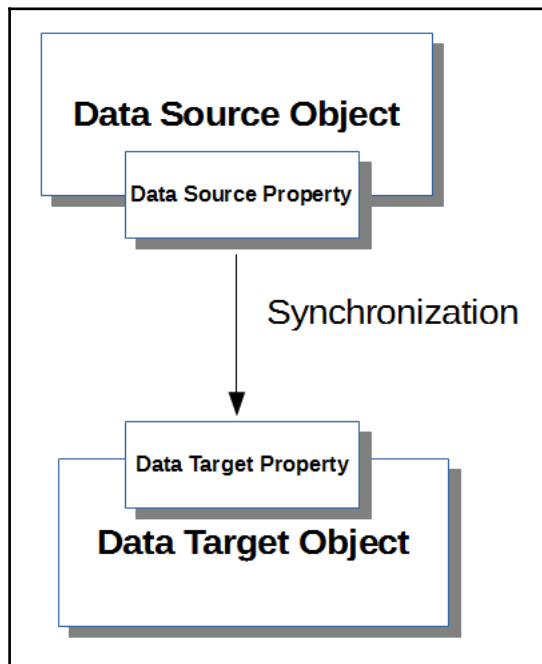 Data Source Object
Data Source Property
Synchronization
Data Target Property
Data Target Object